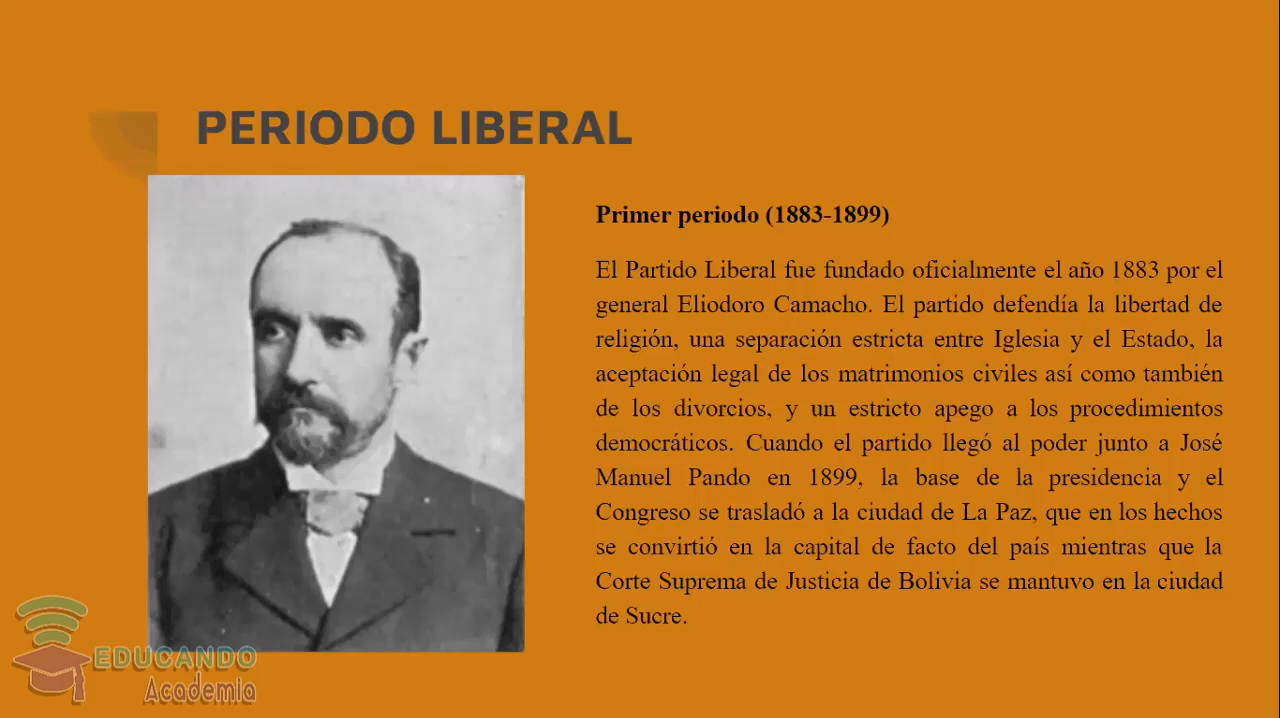 PERIODO LIBERAL
Primer periodo (1883-1899)
El Partido Liberal fue fundado oficialmente el año 1883 por el
general Eliodoro Camacho. El partido defendía la libertad de
religión, una separación estricta entre Iglesia y el Estado, la
aceptación legal de los matrimonios civiles así como también
de los divorcios, y un estricto apego a los procedimientos
democráticos. Cuando el partido llegó al poder junto a José
Manuel Pando en 1899, la base de la presidencia y el
Congreso se trasladó a la ciudad de La Paz, que en los hechos
se convirtió en la capital de facto del país mientras que la
Corte Suprema de Justicia de Bolivia se mantuvo en la ciudad
de Sucre.
EDUCANDO
Academia